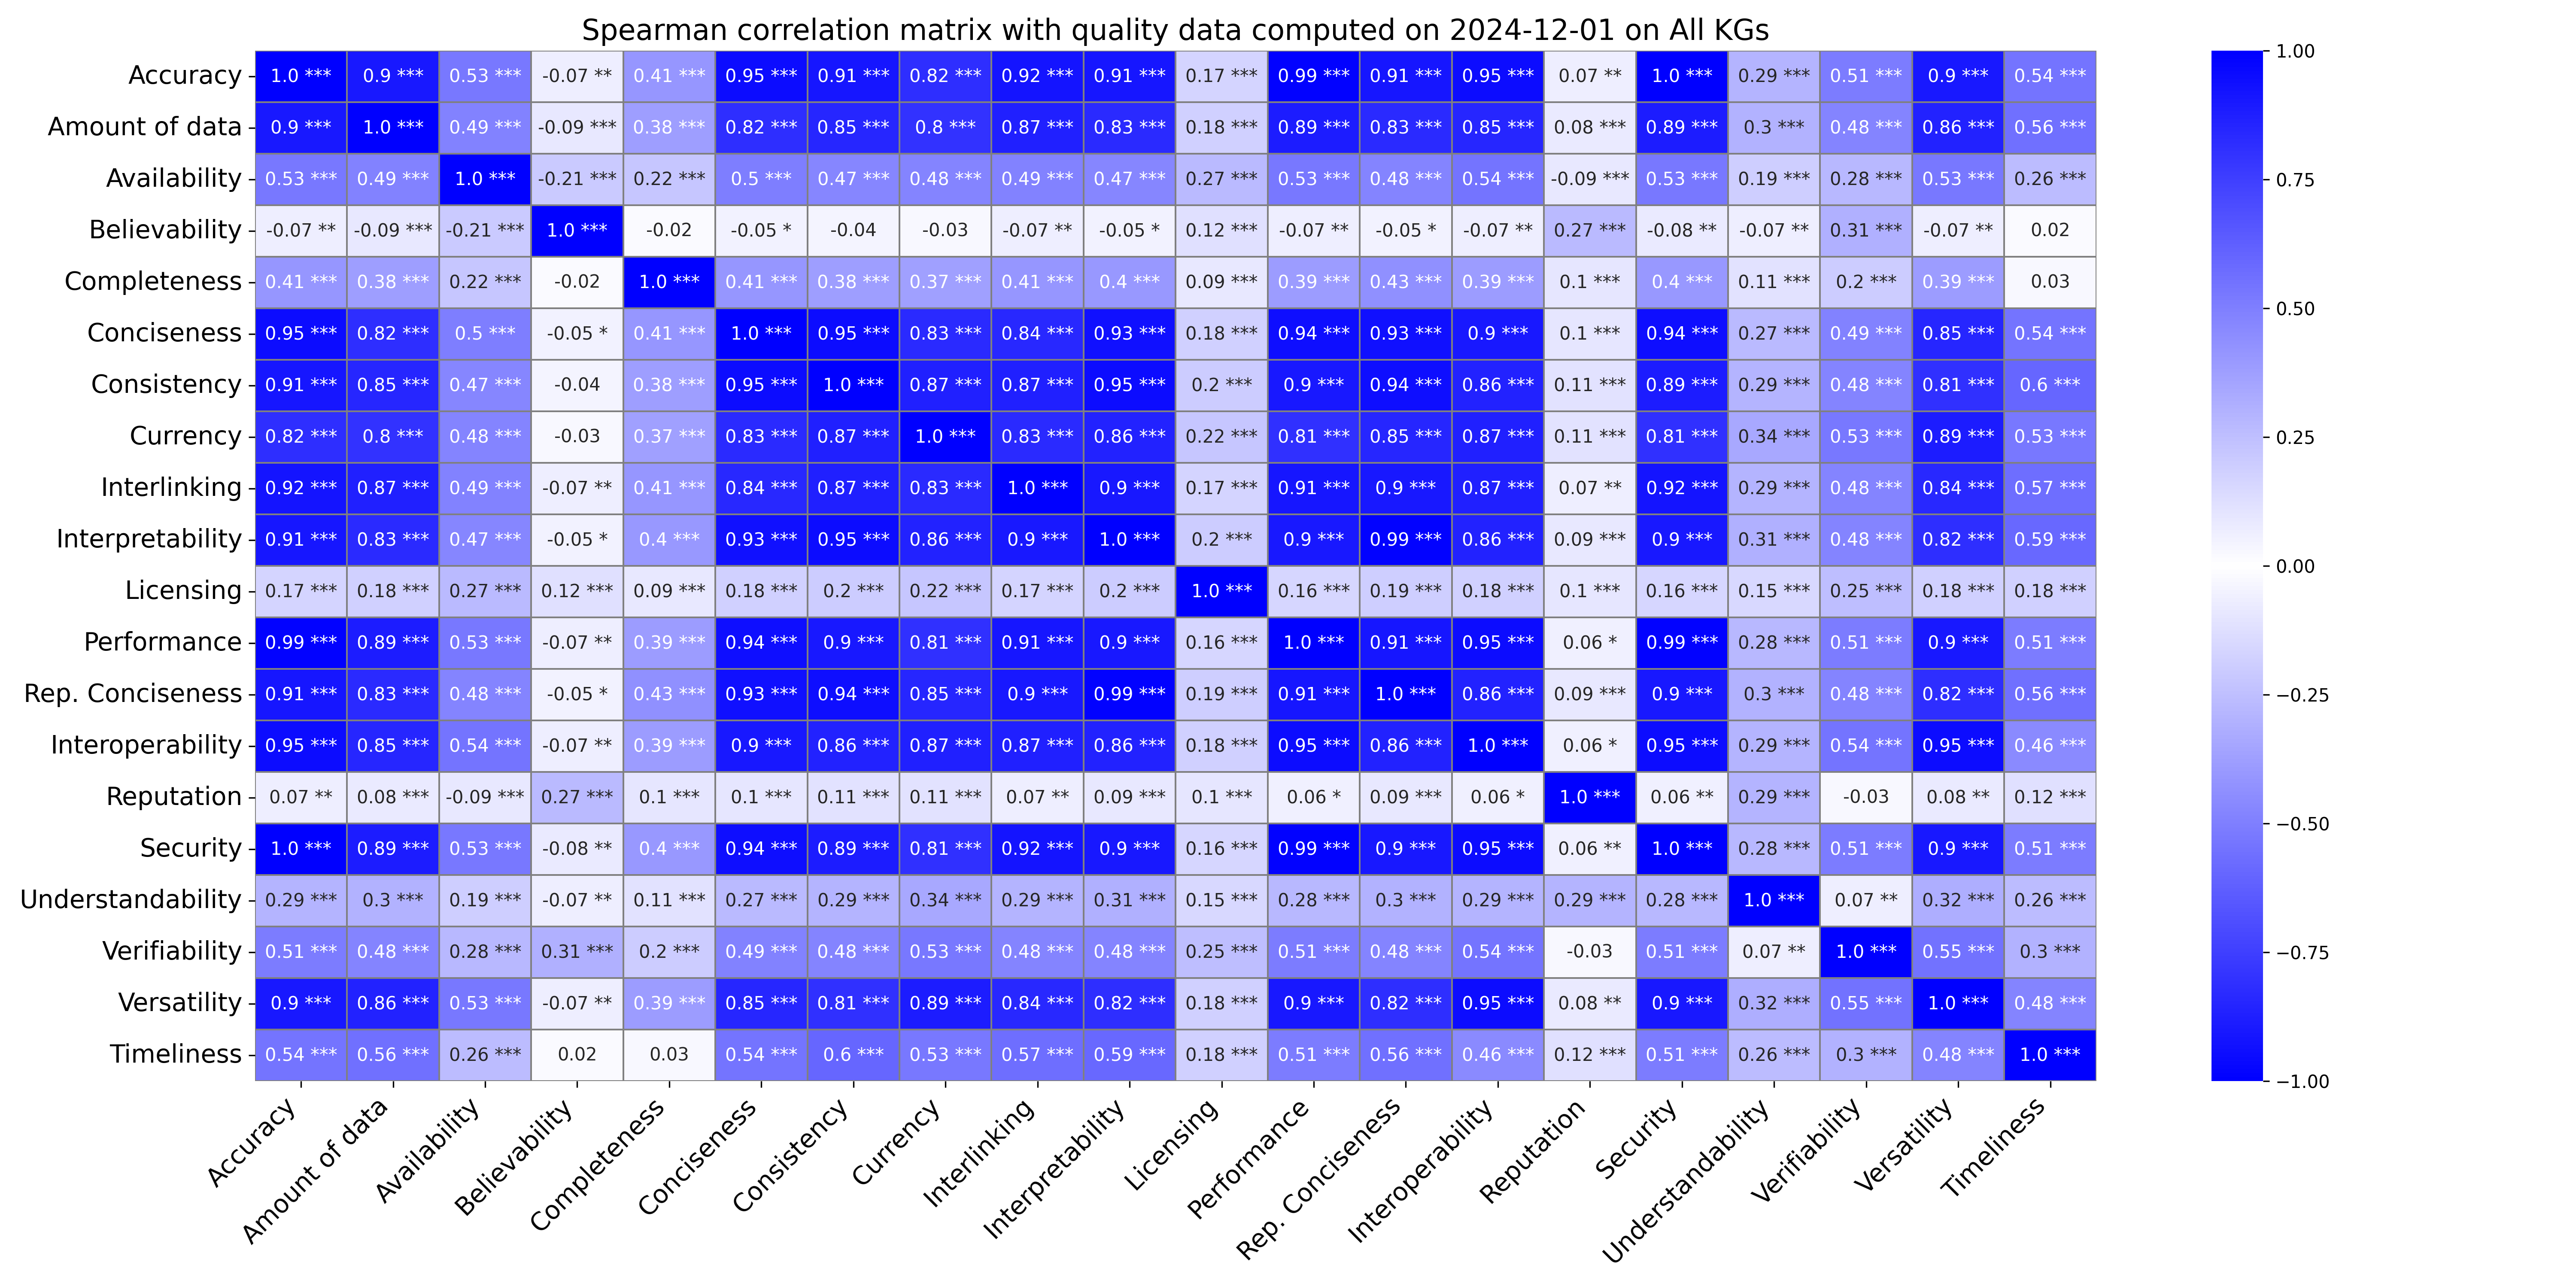 Spearman correlation matrix with quality data computed on 2024-12-01 on All KGs
Accuracy 1.0 *** 0.9 *** 0.53 *** -0.07 ** 0.41 *** 0.95 *** 0.91 *** 0.82 *** 0.92 *** 0.91 *** 0.17 *** 0.99 *** 0.91 *** 0.95 *** 0.07 ** 1.0 *** 0.29 *** 0.51 *** 0.9 *** 0.54 ***
Amount of data 0.9 *** 1.0 *** 0.49 *** -0.09 *** 0.38 *** 0.82 *** 0.85 *** 0.8 *** 0.87 *** 0.83 *** 0.18 *** 0.89 *** 0.83 *** 0.85 *** 0.08 *** 0.89 *** 0.3 *** 0.48 *** 0.86 *** 0.56 ***
Availability 0.53 *** 0.49 *** 1.0 *** -0.21 *** 0.22 *** 0.5 *** 0.47 *** 0.48 *** 0.49 *** 0.47 *** 0.27 *** 0.53 *** 0.48 *** 0.54 *** -0.09 *** 0.53 *** 0.19 *** 0.28 *** 0.53 *** 0.26 ***
Believability -0.07 ** -0.09 *** -0.21 *** 1.0 *** -0.02 -0.05 * -0.04 -0.03 -0.07 ** -0.05 * 0.12 *** -0.07 ** -0.05 * -0.07 ** 0.27 *** -0.08 ** -0.07 ** 0.31 *** -0.07 ** 0.02
Completeness 0.41 *** 0.38 *** 0.22 *** -0.02 1.0 *** 0.41 *** 0.38 *** 0.37 *** 0.41 *** 0.4 *** 0.09 *** 0.39 *** 0.43 *** 0.39 *** 0.1 *** 0.4 *** 0.11 *** 0.2 *** 0.39 *** 0.03
Conciseness 0.95 *** 0.82 *** 0.5 *** -0.05 * 0.41 *** 1.0 *** 0.95 *** 0.83 *** 0.84 *** 0.93 *** 0.18 *** 0.94 *** 0.93 *** 0.9 *** 0.1 *** 0.94 *** 0.27 *** 0.49 *** 0.85 *** 0.54 ***
Consistency 0.91 *** 0.85 *** 0.47 *** -0.04 0.38 *** 0.95 *** 1.0 *** 0.87 *** 0.87 *** 0.95 *** 0.2 *** 0.9 *** 0.94 *** 0.86 *** 0.11 *** 0.89 *** 0.29 *** 0.48 *** 0.81 *** 0.6 ***
Currency 0.82 *** 0.8 *** 0.48 *** -0.03 0.37 *** 0.83 *** 0.87 *** 1.0 *** 0.83 *** 0.86 *** 0.22 *** 0.81 *** 0.85 *** 0.87 *** 0.11 *** 0.81 *** 0.34 *** 0.53 *** 0.89 *** 0.53 ***
Interlinking 0.92 *** 0.87 *** 0.49 *** -0.07 ** 0.41 *** 0.84 *** 0.87 *** 0.83 *** 1.0 *** 0.9 *** 0.17 *** 0.91 *** 0.9 *** 0.87 *** 0.07 ** 0.92 *** 0.29 *** 0.48 *** 0.84 *** 0.57 ***
Interpretability 0.91 *** 0.83 *** 0.47 *** -0.05 * 0.4 *** 0.93 *** 0.95 *** 0.86 *** 0.9 *** 1.0 *** 0.2 *** 0.9 *** 0.99 *** 0.86 *** 0.09 *** 0.9 *** 0.31 *** 0.48 *** 0.82 *** 0.59 ***
Licensing 0.17 *** 0.18 *** 0.27 *** 0.12 *** 0.09 *** 0.18 *** 0.2 *** 0.22 *** 0.17 *** 0.2 *** 1.0 *** 0.16 *** 0.19 *** 0.18 *** 0.1 *** 0.16 *** 0.15 *** 0.25 *** 0.18 *** 0.18 ***
Performance 0.99 *** 0.89 *** 0.53 *** -0.07 ** 0.39 *** 0.94 *** 0.9 *** 0.81 *** 0.91 *** 0.9 *** 0.16 *** 1.0 *** 0.91 *** 0.95 *** 0.06 * 0.99 *** 0.28 *** 0.51 *** 0.9 *** 0.51 ***
Rep. Conciseness 0.91 *** 0.83 *** 0.48 *** -0.05 * 0.43 *** 0.93 *** 0.94 *** 0.85 *** 0.9 *** 0.99 *** 0.19 *** 0.91 *** 1.0 *** 0.86 *** 0.09 *** 0.9 *** 0.3 *** 0.48 *** 0.82 *** 0.56 ***
Interoperability 0.95 *** 0.85 *** 0.54 *** -0.07 ** 0.39 *** 0.9 *** 0.86 *** 0.87 *** 0.87 *** 0.86 *** 0.18 *** 0.95 *** 0.86 *** 1.0 *** 0.06 * 0.95 *** 0.29 *** 0.54 *** 0.95 *** 0.46 ***
Reputation 0.07 ** 0.08 *** -0.09 *** 0.27 *** 0.1 *** 0.1 *** 0.11 *** 0.11 *** 0.07 ** 0.09 *** 0.1 *** 0.06 * 0.09 *** 0.06 * 1.0 *** 0.06 ** 0.29 *** -0.03 0.08 ** 0.12 ***
Security 1.0 *** 0.89 *** 0.53 *** -0.08 ** 0.4 *** 0.94 *** 0.89 *** 0.81 *** 0.92 *** 0.9 *** 0.16 *** 0.99 *** 0.9 *** 0.95 *** 0.06 ** 1.0 *** 0.28 *** 0.51 *** 0.9 *** 0.51 ***
Understandability 0.29 *** 0.3 *** 0.19 *** -0.07 ** 0.11 *** 0.27 *** 0.29 *** 0.34 *** 0.29 *** 0.31 *** 0.15 *** 0.28 *** 0.3 *** 0.29 *** 0.29 *** 0.28 *** 1.0 *** 0.07 ** 0.32 *** 0.26 ***
Verifiability 0.51 *** 0.48 *** 0.28 *** 0.31 *** 0.2 *** 0.49 *** 0.48 *** 0.53 *** 0.48 *** 0.48 *** 0.25 *** 0.51 *** 0.48 *** 0.54 *** -0.03 0.51 *** 0.07 ** 1.0 *** 0.55 *** 0.3 ***
Versatility 0.9 *** 0.86 *** 0.53 *** -0.07 ** 0.39 *** 0.85 *** 0.81 *** 0.89 *** 0.84 *** 0.82 *** 0.18 *** 0.9 *** 0.82 *** 0.95 *** 0.08 ** 0.9 *** 0.32 *** 0.55 *** 1.0 *** 0.48 ***
Timeliness 0.54 *** 0.56 *** 0.26 *** 0.02 0.03 0.54 *** 0.6 *** 0.53 *** 0.57 *** 0.59 *** 0.18 *** 0.51 *** 0.56 *** 0.46 *** 0.12 *** 0.51 *** 0.26 *** 0.3 *** 0.48 *** 1.0 ***
Accuracy
Amount of data
Availability
Believability
Completeness
Conciseness
Consistency
Currency
Interlinking
Interpretability
Licensing
Performance
Rep. Conciseness
Interoperability
Reputation
Security
Understandability
Verifiability
Versatility
Timeliness
1.00
0.75
0.50
0.25
0.00
−0.25
−0.50
−0.75
−1.00